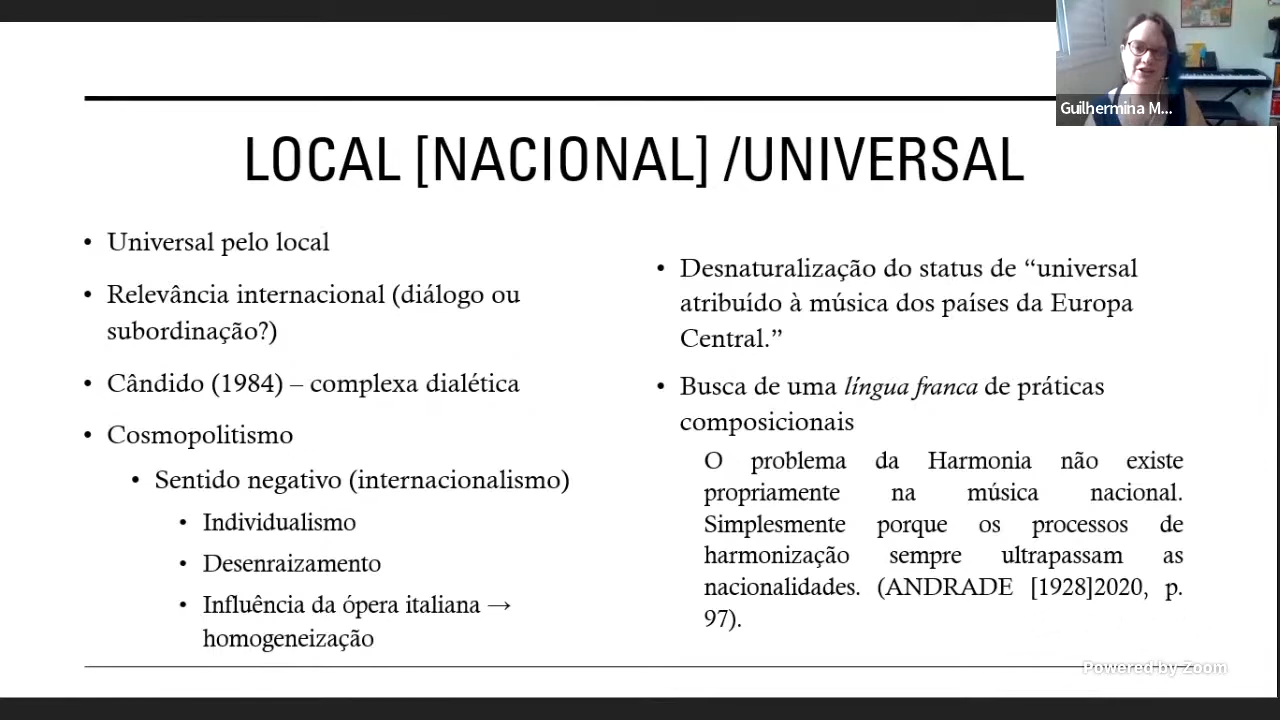 Guilhermina M...
LOCAL [NACIONAL] /UNIVERSAL
• Universal pelo local
• Relevância internacional (diálogo ou
subordinação?)
• Cândido (1984) – complexa dialética
• Cosmopolitismo
• Sentido negativo (internacionalismo)
• Individualismo
• Desenraizamento
• Influência da ópera italiana →
homogeneização
• Desnaturalização do status de “universal
atribuído à música dos países da Europa
Central.”
• Busca de uma língua franca de práticas
composicionais
O problema da Harmonia não existe
propriamente na música nacional.
Simplesmente porque os processos de
harmonização sempre ultrapassam as
nacionalidades. (ANDRADE [1928]2020, p.
97).
Powered by Zoom